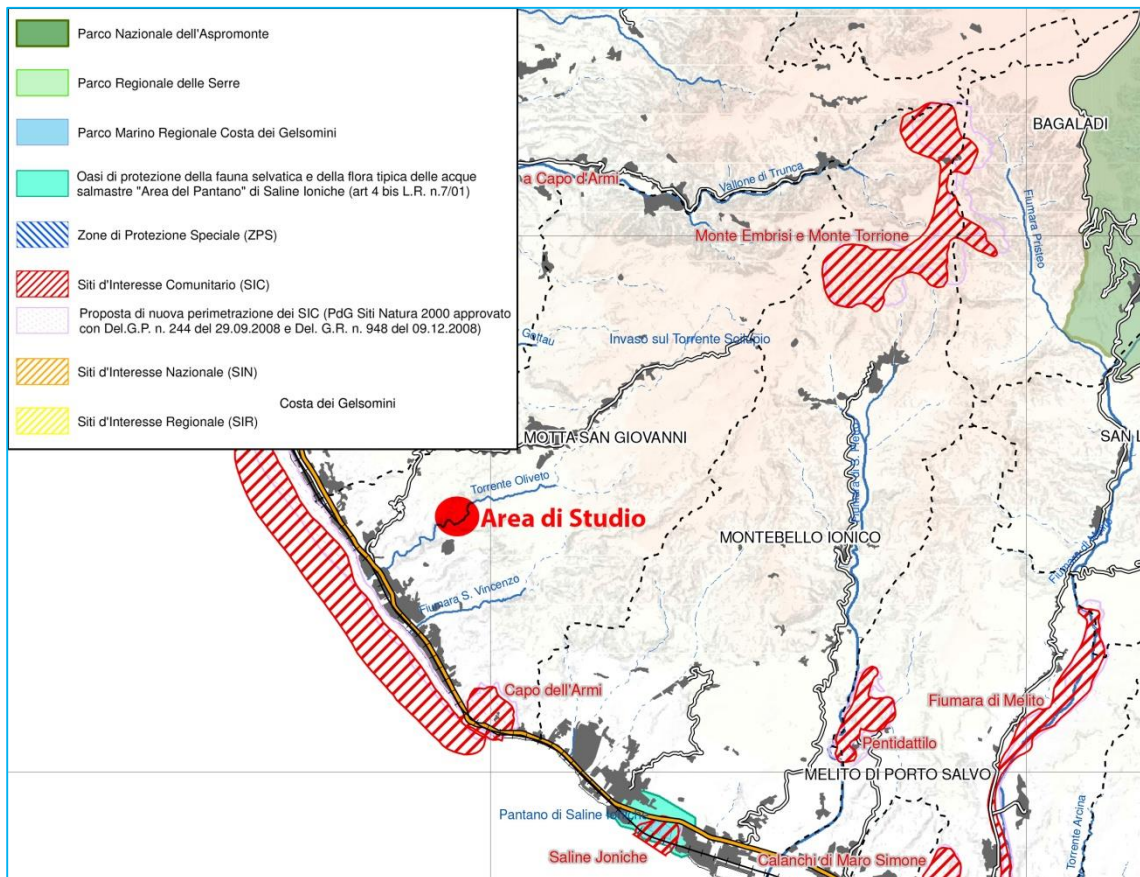 Parco Nazionale dell'Aspromonte
Parco Regionale delle Serre
Parco Marino Regionale Costa dei Gelsomini
Oasi di protezione della fauna selvatica e della flora tipica delle acque
salmastre "Area del Pantano" di Saline Ioniche (art 4 bis L.R. n.7/01)
Zone di Protezione Speciale (ZPS)
Siti d'Interesse Comunitario (SIC)
Proposta di nuova perimetrazione dei SIC (PdG Siti Natura 2000 approvato
con Del.G.P. n. 244 del 29.09.2008 e Del. G.R. n. 948 del 09.12.2008)
Siti d'Interesse Nazionale (SIN)
Costa dei Gelsomini
Siti d'Interesse Regionale (SIR)
BAGALADI
a Capo d'Armi
Vallone di Trunca
Monte Embrisi e Monte Torrione
Fiumara Pristeo
Invaso sul Torrente Scilupio
MOTTA SAN GIOVANNI
SAN L
Torrente Oliveto
Area di Studio
MONTEBELLO IONICO
Fiumara S. Vincenzo
Capo dell'Armi
Fiumara di Melito
Pentidattilo
MELITO DI PORTO SALVO
Pantano di Saline Ioniche
Saline Joniche
Calanchi di Maro Simone
Torrente Arcina